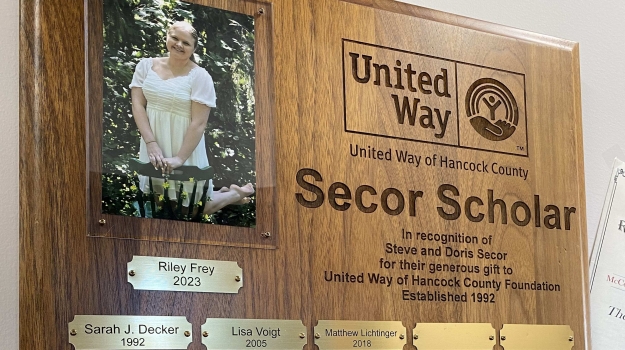 United
Way
TM
United Way of Hancock County
Secor Scholar
In recognition of
Steve and Doris Secor
for their generous gift to
United Way of Hancock County Foundation
Established 1992
Riley Frey
2023
Sarah J. Decker
1992
Lisa Voigt
2005
Matthew Lichtinger
2018